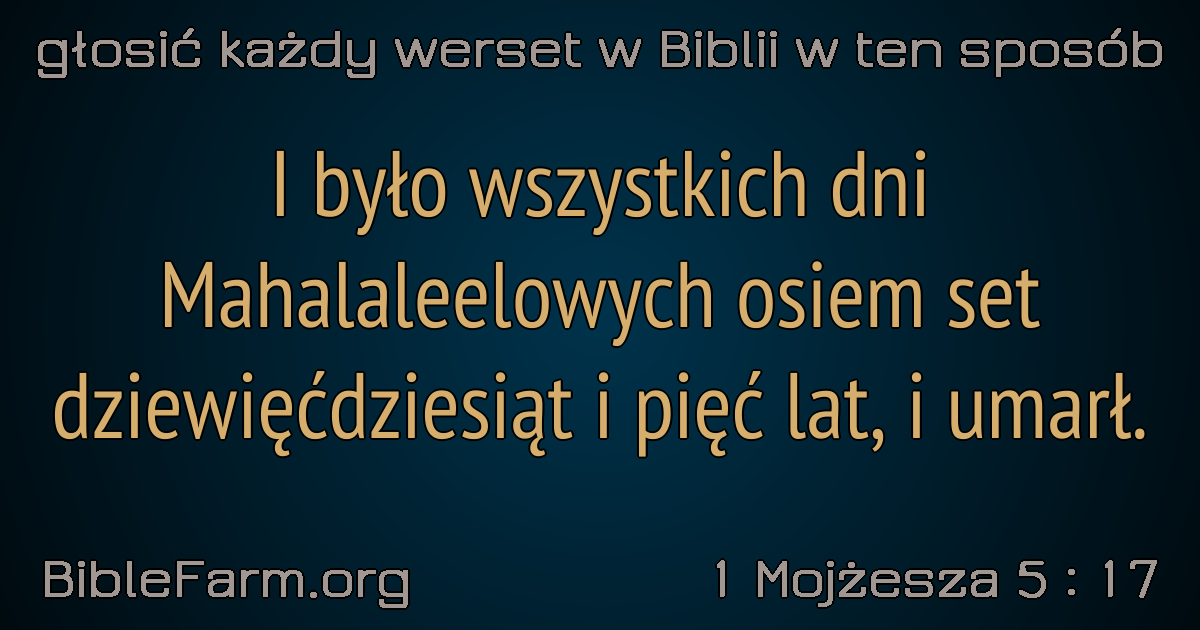 głosić każdy werset w Biblii w ten sposób
I było wszystkich dni
Mahalaleelowych osiem set
dziewięćdziesiąt i pięć lat, i umarł.
BibleFarm.org
1 Mojżesza 5 : 17